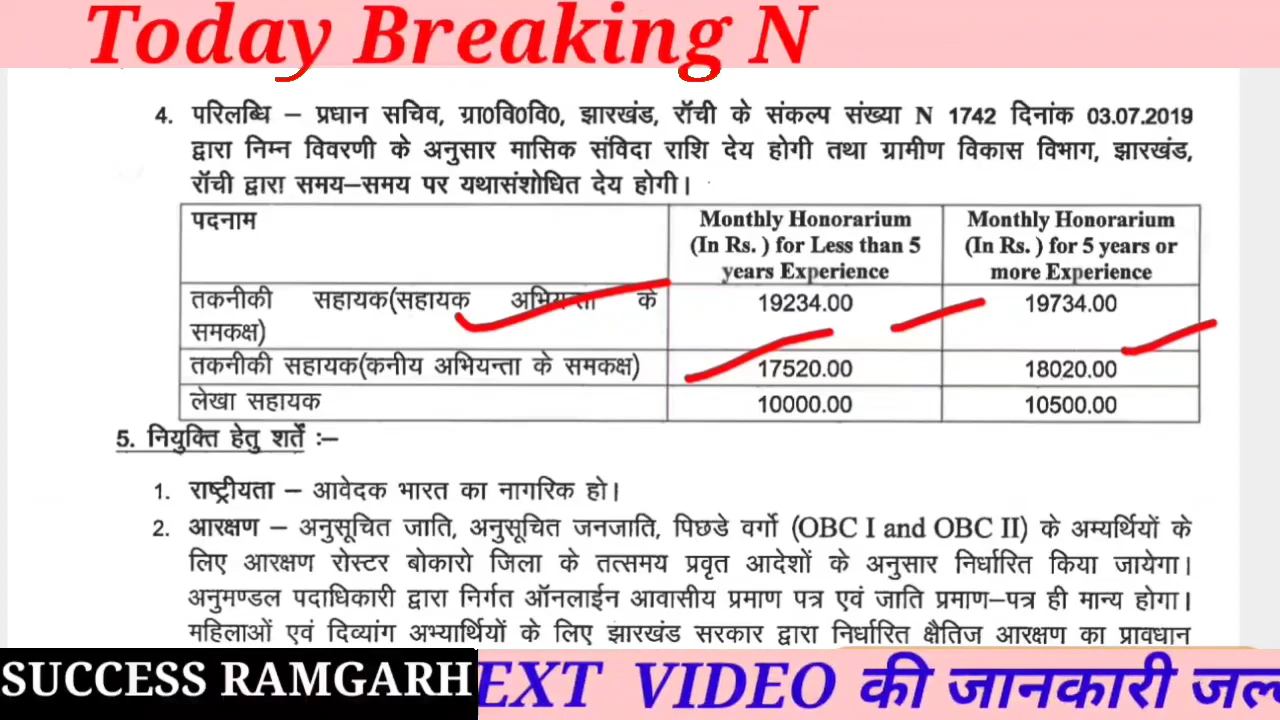 Today Breaking N
4. परिलब्धि – प्रधान सचिव, ग्रा0वि0वि0, झारखंड, रॉची के संकल्प संख्या N 1742 दिनांक 03.07.2019
द्वारा निम्न विवरणी के अनुसार मासिक संविदा राशि देय होगी तथा ग्रामीण विकास विभाग, झारखंड,
रॉची द्वारा समय–समय पर यथासंशोधित देय होगी।
पदनाम
Monthly Honorarium
(In Rs. ) for Less than 5
years Experience
Monthly Honorarium
(In Rs. ) for 5 years or
more Experience
तकनीकी सहायक(सहायक अभियन्ता के
समकक्ष)
19234.00
19734.00
तकनीकी सहायक(कनीय अभियन्ता के समकक्ष)
17520.00
18020.00
लेखा सहायक
10000.00
10500.00
5. नियुक्ति हेतु शर्ते :–
1. राष्ट्रीयता – आवेदक भारत का नागरिक हो।
2. आरक्षण – अनुसूचित जाति, अनुसूचित जनजाति, पिछडे वर्गो (OBC I and OBC II) के अभ्यर्थियों के
लिए आरक्षण रोस्टर बोकारो जिला के तत्समय प्रवृत आदेशों के अनुसार निर्धारित किया जायेगा।
अनुमण्डल पदाधिकारी द्वारा निर्गत ऑनलाईन आवासीय प्रमाण पत्र एवं जाति प्रमाण–पत्र ही मान्य होगा।
महिलाओं एवं दिव्यांग अभ्यार्थियों के लिए झारखंड सरकार द्वारा निर्धारित क्षैतिज आरक्षण का प्रावधान
SUCCESS RAMGARH
EXT VIDEO की जानकारी जल्